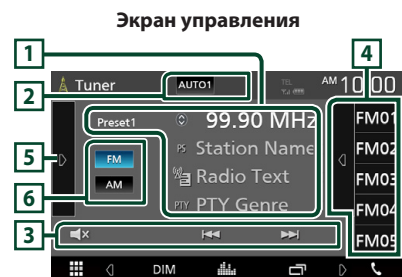 Экран управления
1
4
2
Tuner
AUTO1
TEL
AM 10:00
Preset1
99.90 MHz
FM01
5
FM
PS Station Name
FM02
6
AM
Radio Text
FM03
PTY PTY Genre
FM04
3
FM05
DIM